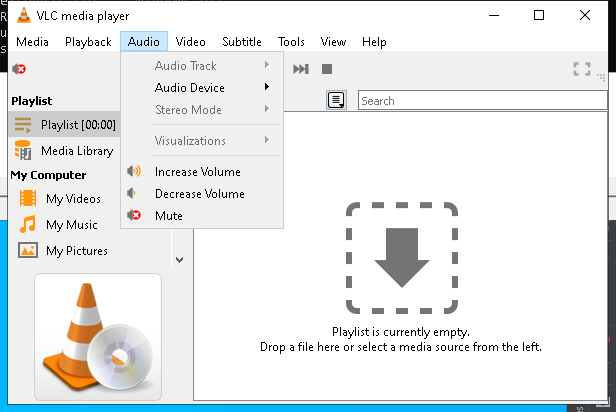 VLC media player
Media Playback Audio Video Subtitle Tools View Help
Audio Track
Audio Device
Stereo Mode
Visualizations
Increase Volume
Decrease Volume
Mute
Search
Playlist
Playlist [00:00]
Media Library
My Computer
My Videos
My Music
My Pictures
Playlist is currently empty.
Drop a file here or select a media source from the left.